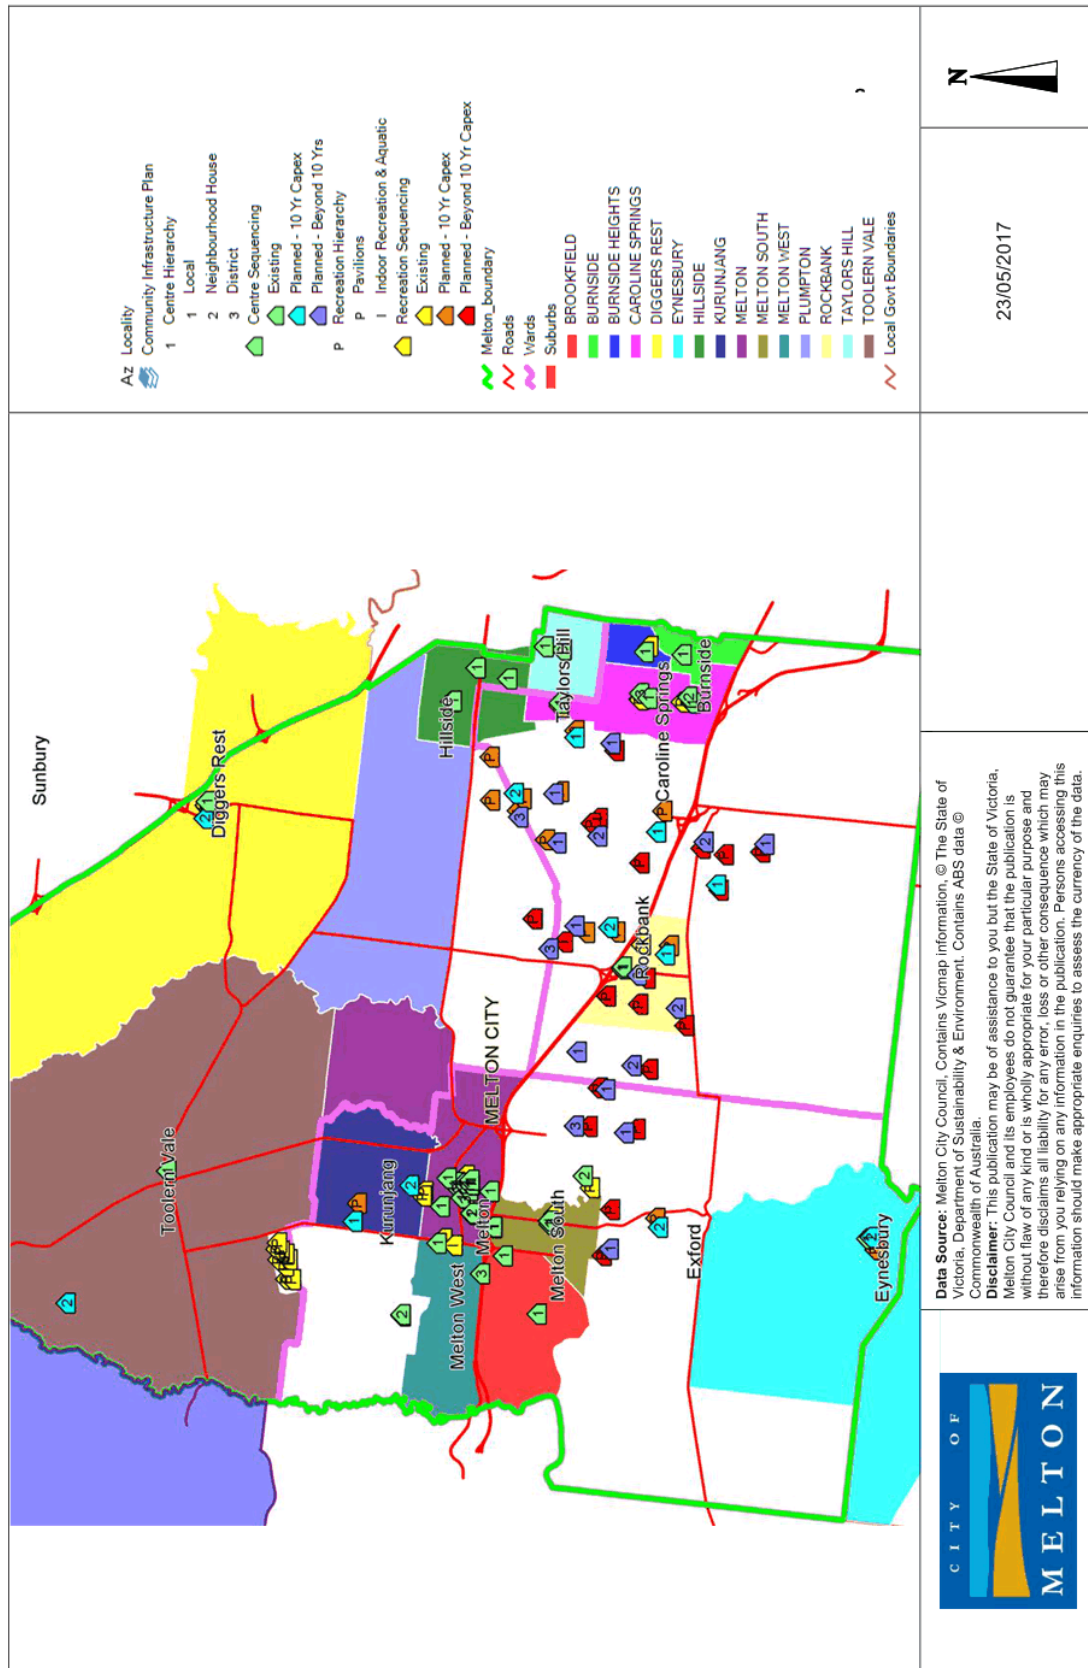 Az Locality
Community Infrastructure Plan
1 Centre Hierarchy
1 Local
2 Neighbourhood House
3 District
Centre Sequencing
Existing
Planned - 10 Yr Capex
Planned - Beyond 10 Yrs
P Recreation Hierarchy
P Pavilions
I Indoor Recreation & Aquatic
Recreation Sequencing
Existing
Planned - 10 Yr Capex
Planned - Beyond 10 Yr Capex
Melton_boundary
Roads
Wards
Suburbs
BROOKFIELD
BURNSIDE
BURNSIDE HEIGHTS
CAROLINE SPRINGS
DIGGERS REST
EYNESBURY
HILLSIDE
KURUNJANG
MELTON
MELTON SOUTH
MELTON WEST
PLUMPTON
ROCKBANK
TAYLORS HILL
TOOLERN VALE
Local Govt Boundaries
N
23/05/2017
Sunbury
Diggers Rest
Toolern Vale
Hillside
Kurunjang
MELTON CITY
Melton West
Melton
Taylors Hill
Melton South
Rockbank
Caroline Springs
Burnside
Exford
Eynesbury
Data Source: Melton City Council, Contains Vicmap information, © The State of
Victoria, Department of Sustainability & Environment. Contains ABS data ©
Commonwealth of Australia.
Disclaimer: This publication may be of assistance to you but the State of Victoria,
Melton City Council and its employees do not guarantee that the publication is
without flaw of any kind or is wholly appropriate for your particular purpose and
therefore disclaims all liability for any error, loss or other consequence which may
arise from you relying on any information in the publication. Persons accessing this
information should make appropriate enquiries to assess the currency of the data.
CITY OF
MELTON